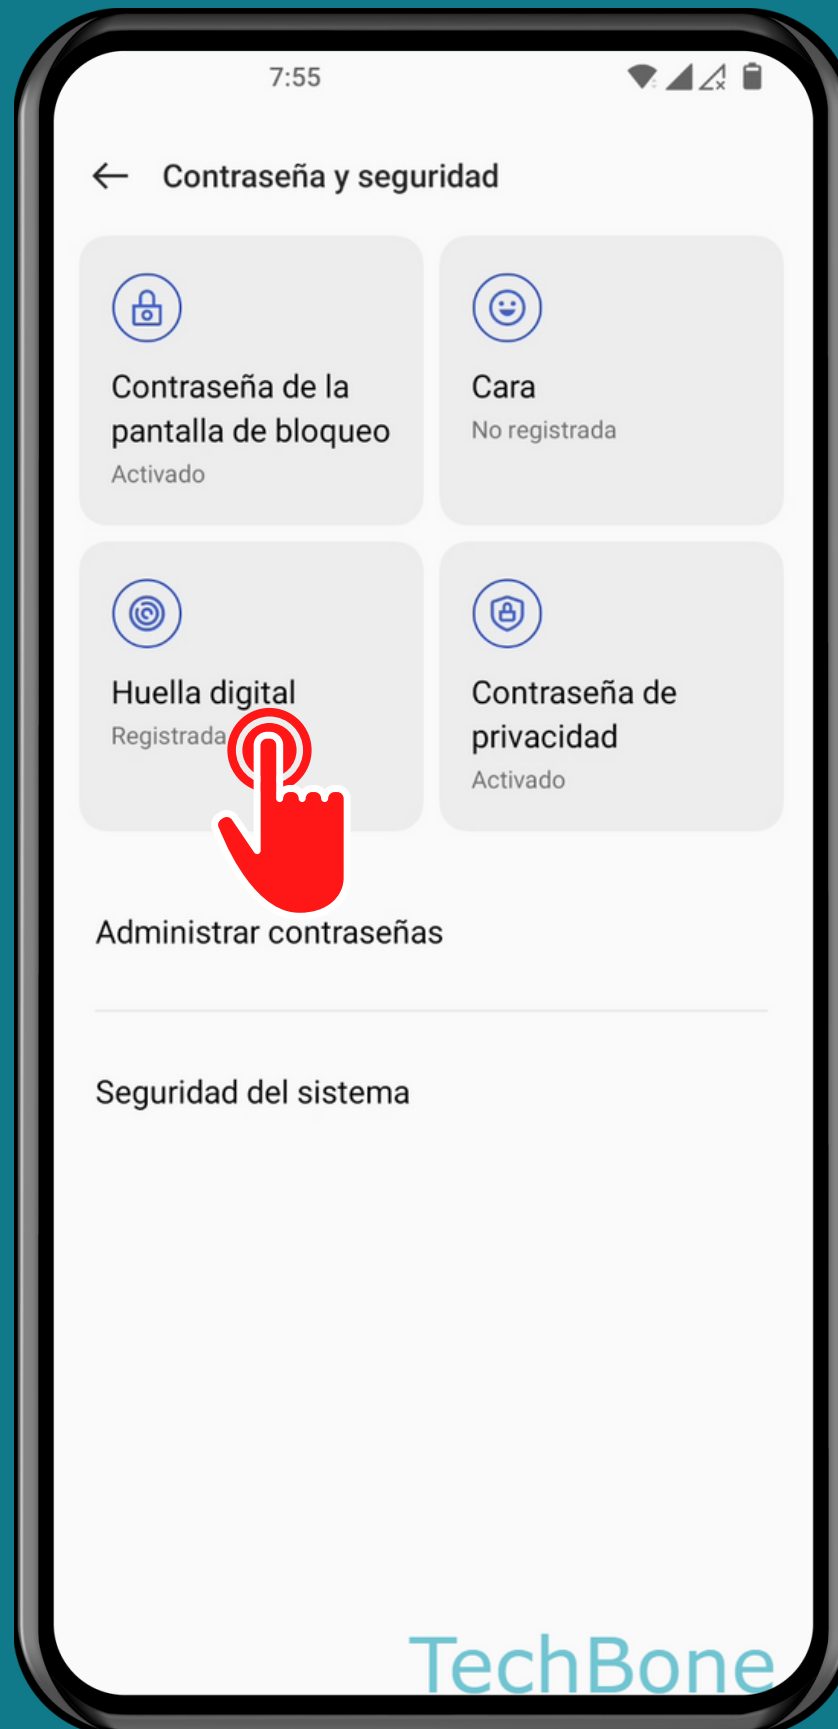 7:55
Contraseña y seguridad
Contraseña de la
pantalla de bloqueo
Activado
Cara
No registrada
Huella digital
Registrada
Contraseña de
privacidad
Activado
Administrar contraseñas
Seguridad del sistema
TechBone